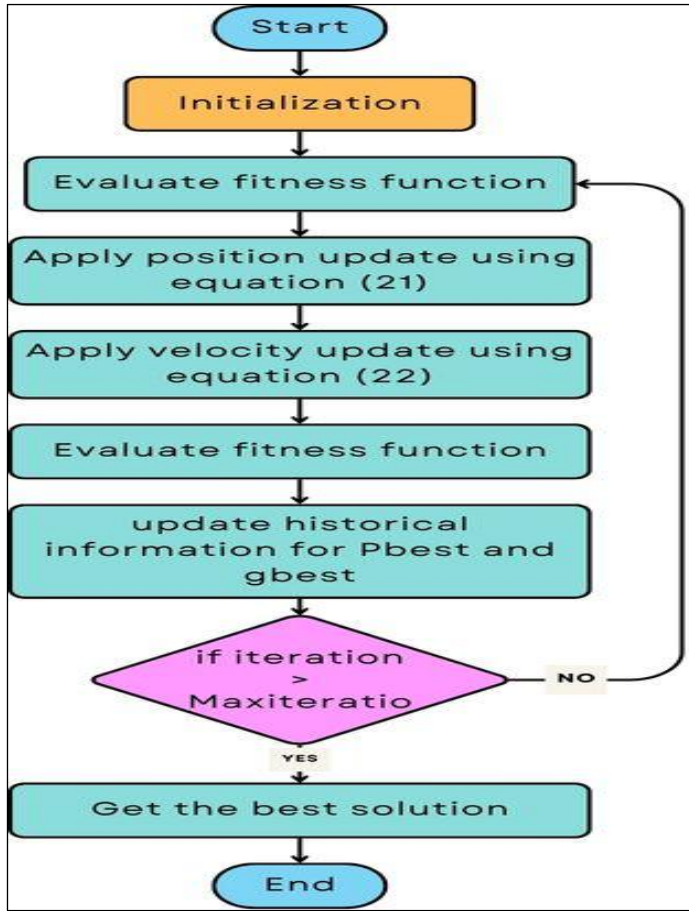 Start
Initialization
Evaluate fitness function
Apply position update using
equation (21)
Apply velocity update using
equation (22)
Evaluate fitness function
update historical
information for Pbest and
gbest
if iteration
>
Maxiteratio
NO
YES
Get the best solution
End